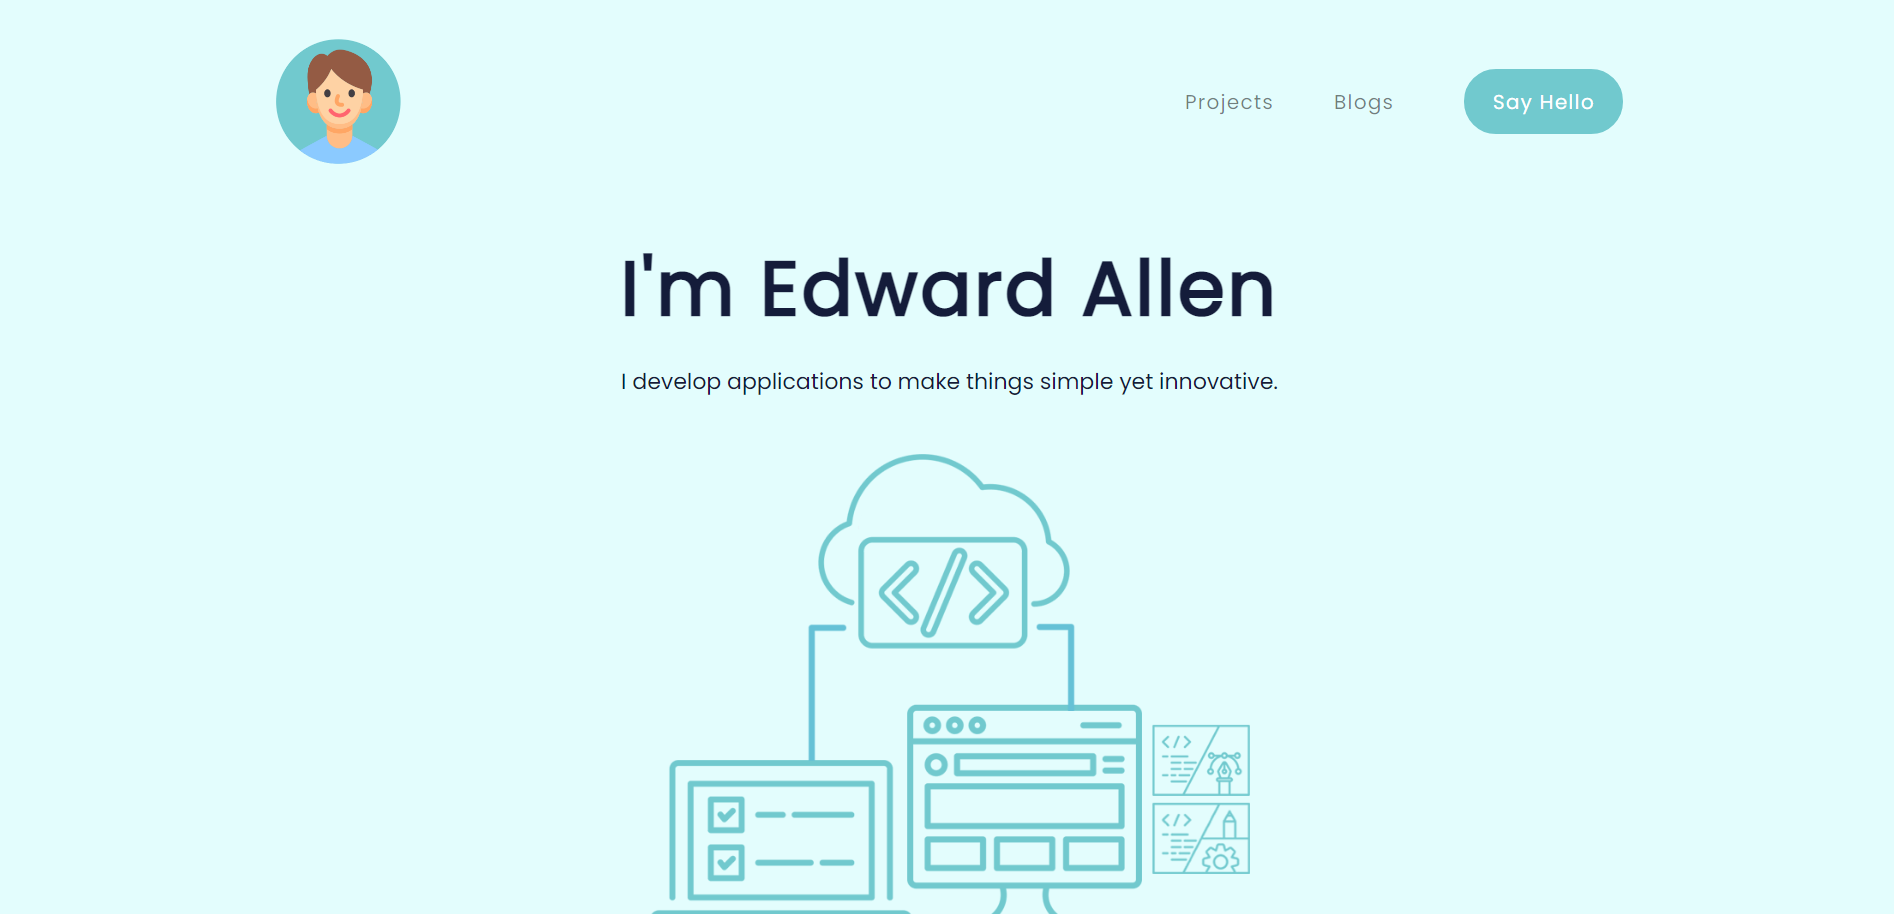 Projects
Blogs
Say Hello
I'm Edward Allen
I develop applications to make things simple yet innovative.